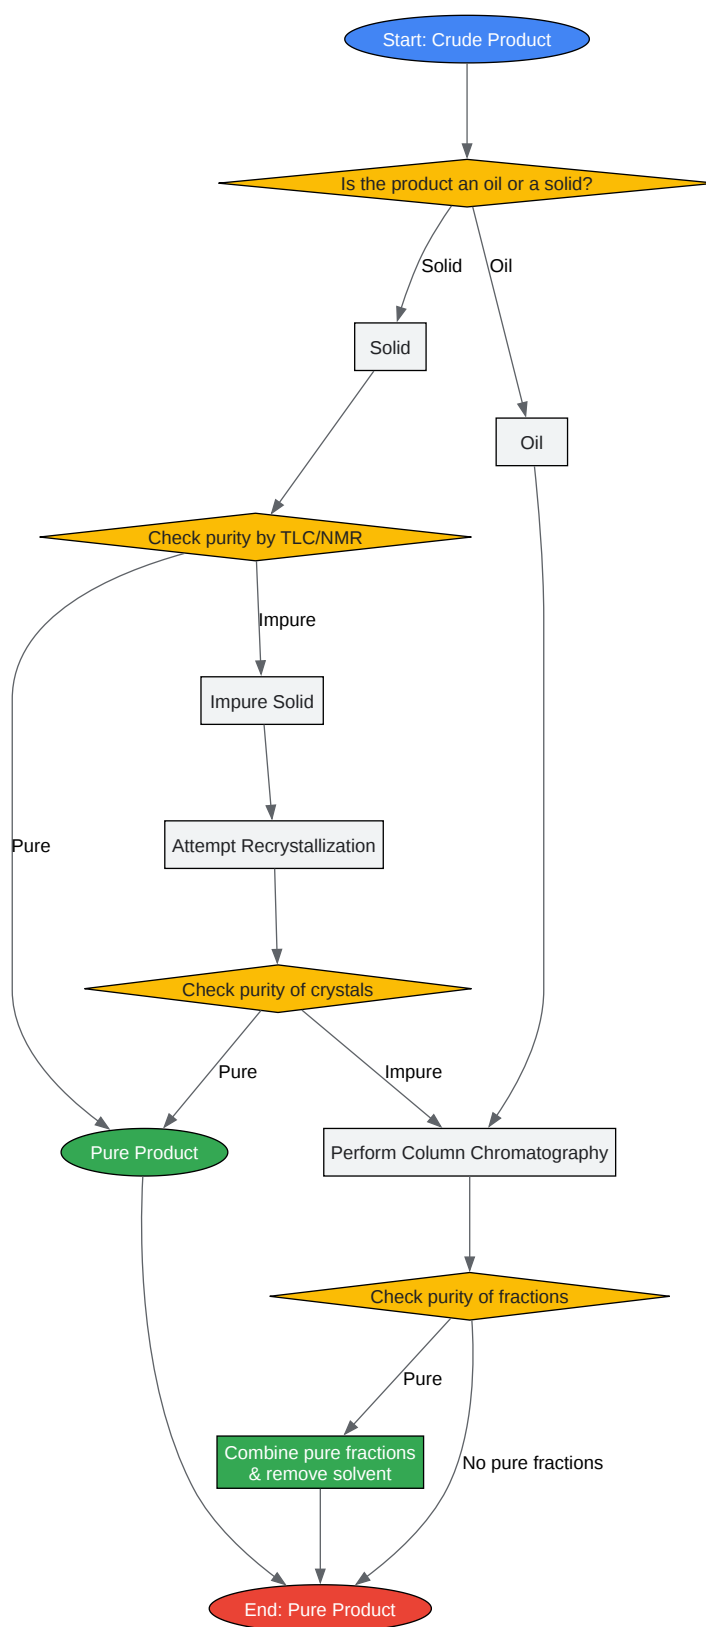 Start: Crude Product
Is the product an oil or a solid?
Solid
Oil
Solid
Oil
Check purity by TLC/NMR
Impure
Impure Solid
Pure
Attempt Recrystallization
Check purity of crystals
Pure
Impure
Pure Product
Perform Column Chromatography
Check purity of fractions
Pure
Combine pure fractions
& remove solvent
No pure fractions
End: Pure Product